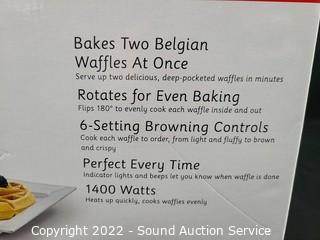 Bakes Two Belgian
Waffles At Once
Serve up two delicious, deep-pocketed waffles in minutes
Rotates for Even Baking
Flips 180° to evenly cook each waffle inside and out
6-Setting Browning Controls
Cook each waffle to order, from light and fluffy to brown
and crispy
Perfect Every Time
Indicator lights and beeps let you know when waffle is done
1400 Watts
Heats up quickly, cooks waffles evenly
Copyright 2022 - Sound Auction Service